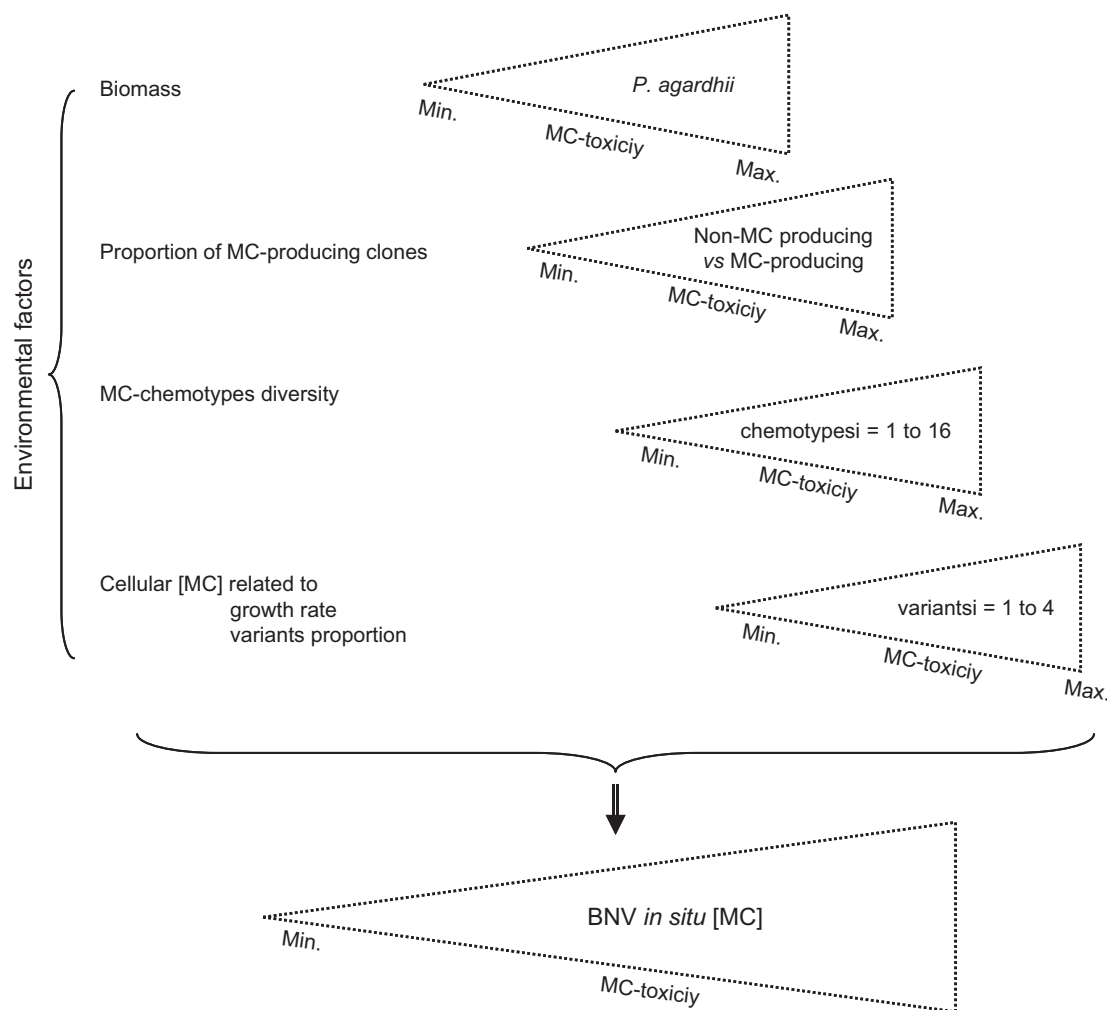 Environmental factors
Biomass
P. agardhii
Min.
MC-toxiciy
Max.
Proportion of MC-producing clones
Non-MC producing
vs MC-producing
Min.
MC-toxiciy
Max.
MC-chemotypes diversity
chemotypesi = 1 to 16
Min.
MC-toxiciy
Max.
Cellular [MC] related to
growth rate
variants proportion
variantsi = 1 to 4
Min.
MC-toxiciy
Max.
BNV in situ [MC]
Min.
MC-toxiciy